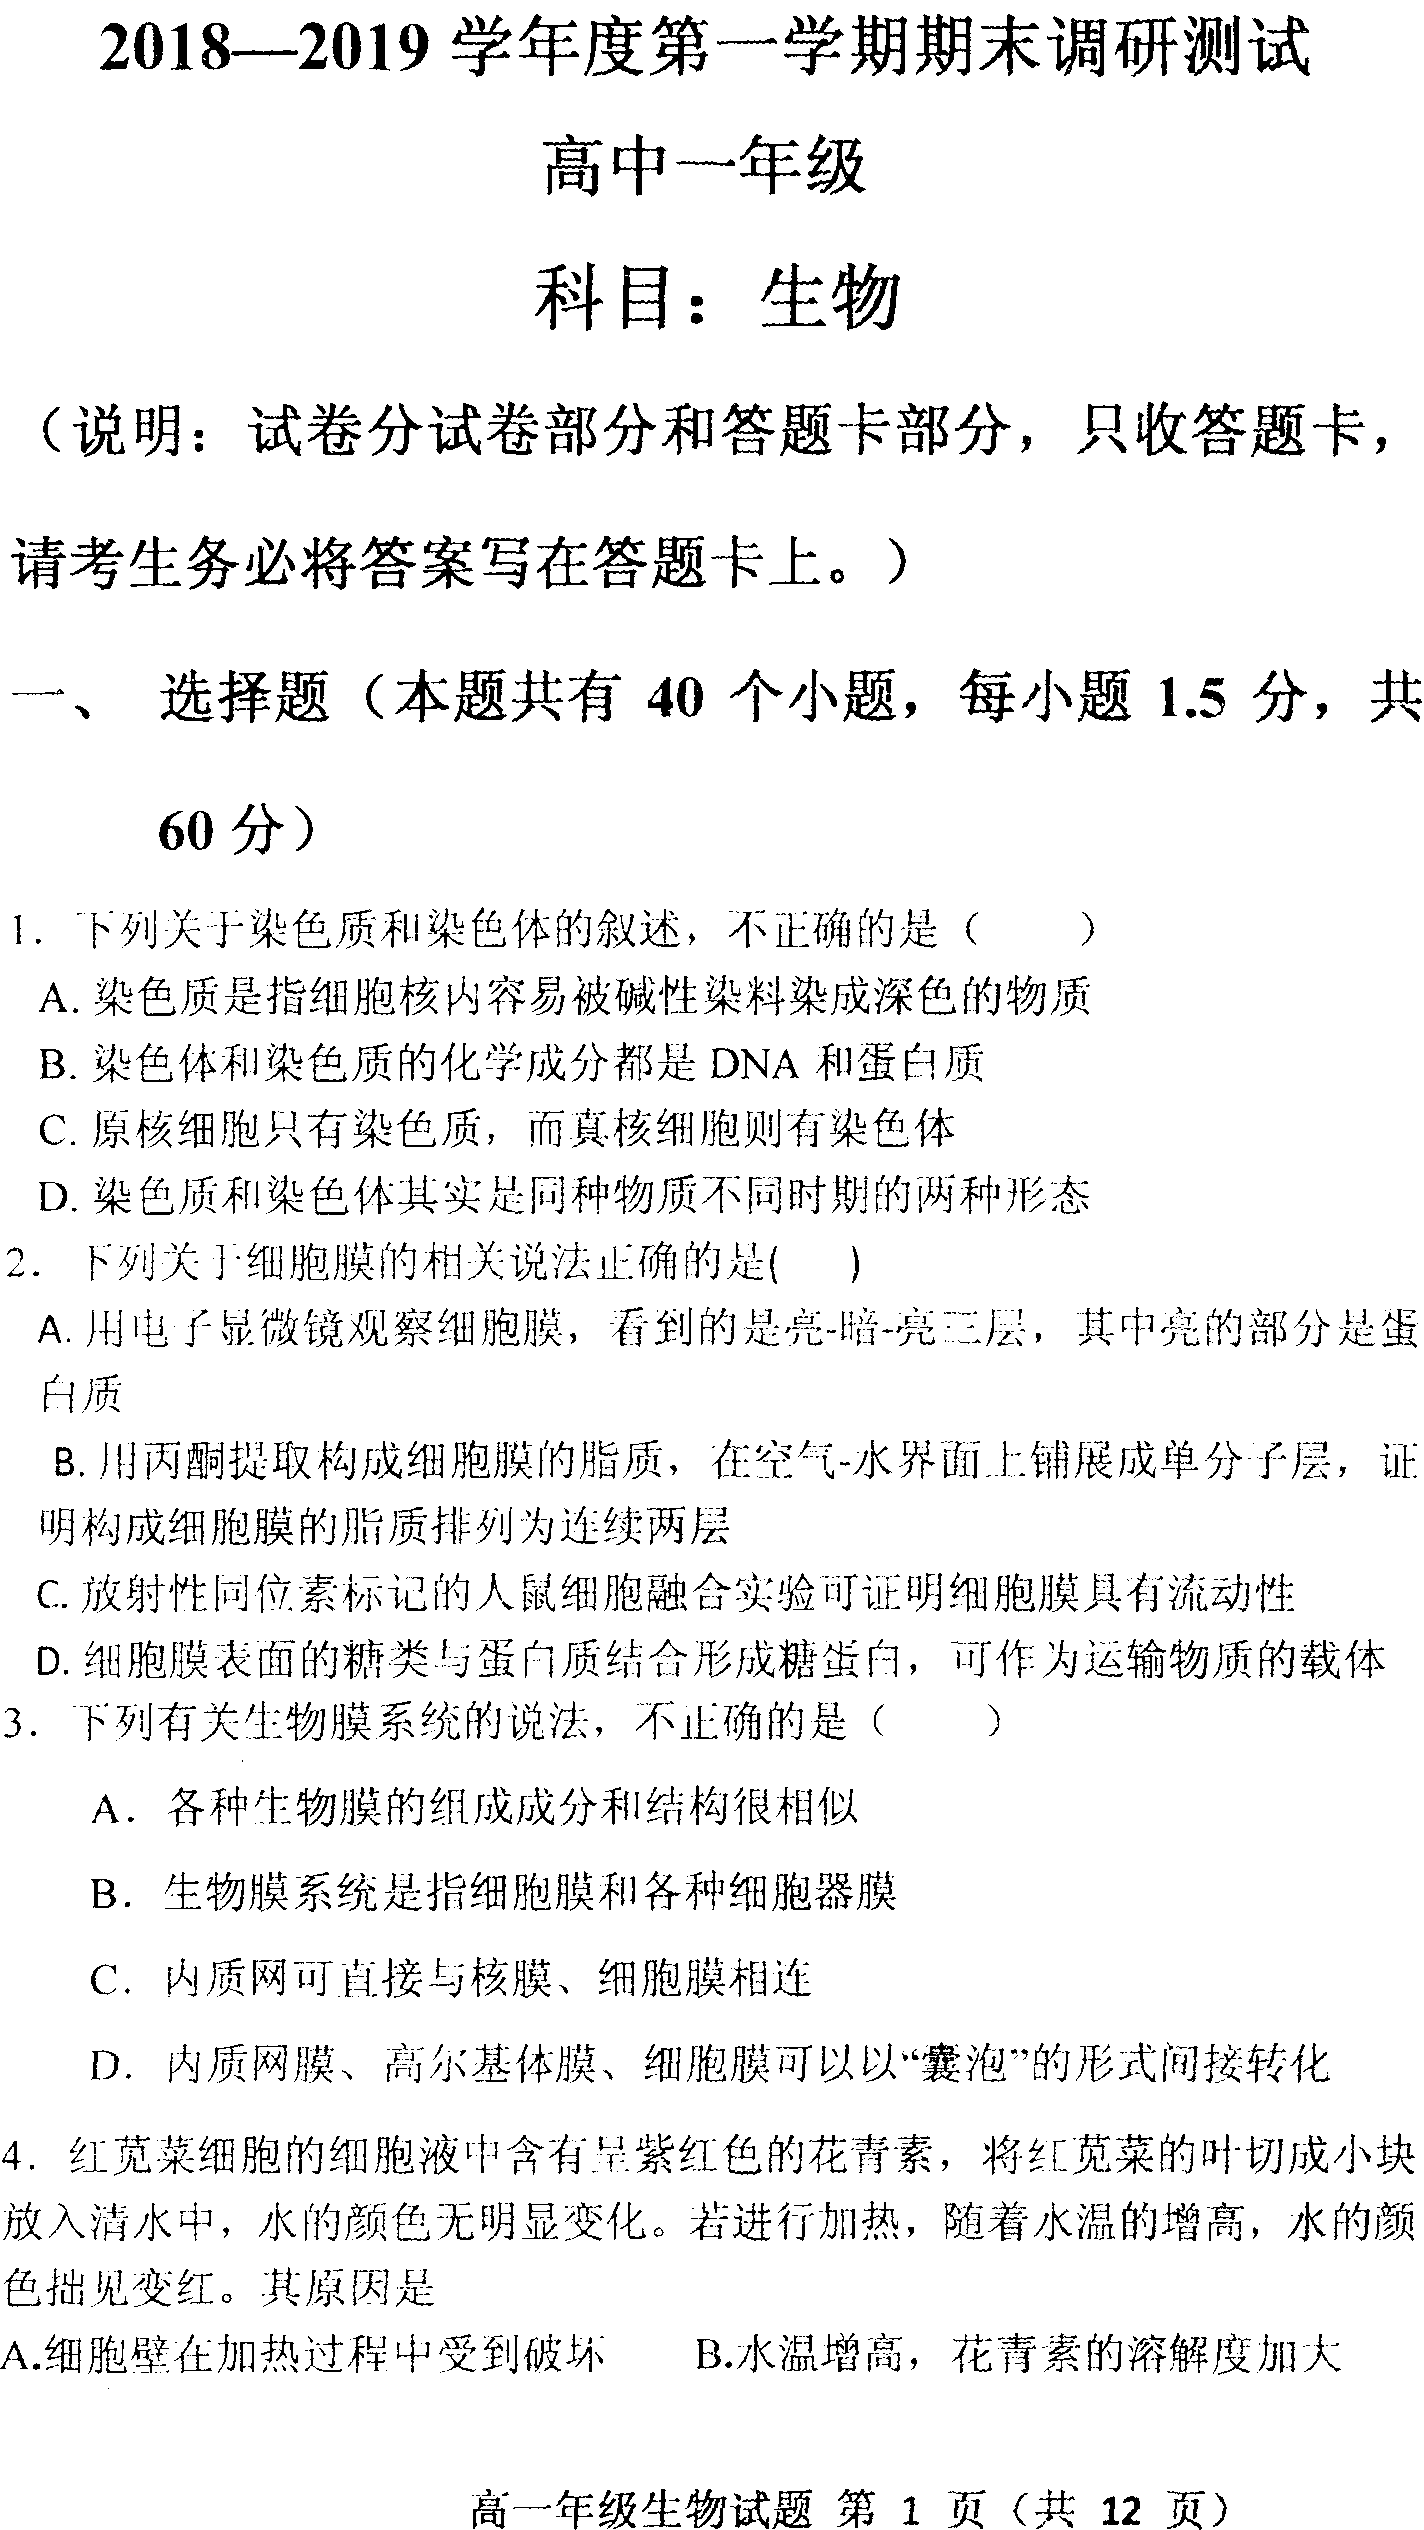 2018—2019 学年度第一学期期末调研测试
高中一年级
科目：生物
（说明：试卷分试卷部分和答题卡部分，只收答题卡，
请考生务必将答案写在答题卡上。）
一、 选择题（本题共有 40 个小题，每小题 1.5 分，共
60 分）
1． 下列关于染色质和染色体的叙述，不正确的是（ ）
A. 染色质是指细胞核内容易被碱性染料染成深色的物质
B. 染色体和染色质的化学成分都是 DNA 和蛋白质
C. 原核细胞只有染色质，而真核细胞则有染色体
D. 染色质和染色体其实是同种物质不同时期的两种形态
2． 下列关于细胞膜的相关说法正确的是( )
A. 用电子显微镜观察细胞膜，看到的是亮-暗-亮三层，其中亮的部分是蛋
白质
B. 用丙酮提取构成细胞膜的脂质，在空气-水界面上铺展成单分子层，证
明构成细胞膜的脂质排列为连续两层
C. 放射性同位素标记的人鼠细胞融合实验可证明细胞膜具有流动性
D. 细胞膜表面的糖类与蛋白质结合形成糖蛋白，可作为运输物质的载体
3． 下列有关生物膜系统的说法，不正确的是（ ）
A． 各种生物膜的组成成分和结构很相似
B． 生物膜系统是指细胞膜和各种细胞器膜
C． 内质网可直接与核膜、细胞膜相连
D． 内质网膜、高尔基体膜、细胞膜可以以“囊泡”的形式间接转化
4． 红苋菜细胞的细胞液中含有呈紫红色的花青素，将红苋菜的叶切成小块
放入清水中，水的颜色无明显变化。若进行加热，随着水温的增高，水的颜
色拙见变红。其原因是
A.细胞壁在加热过程中受到破坏 B.水温增高，花青素的溶解度加大
高一年级生物试题 第 1 页（共 12 页）